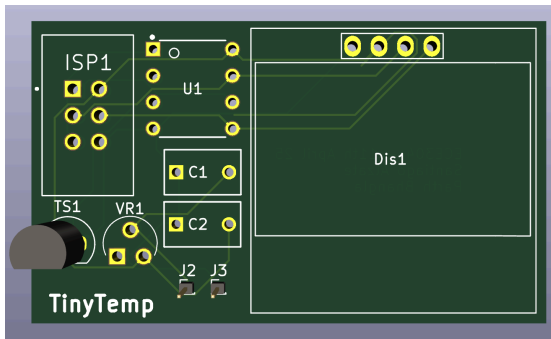 ISP1
U1
Dis1
C1
TS1
VR1
C2
J2
J3
TinyTemp